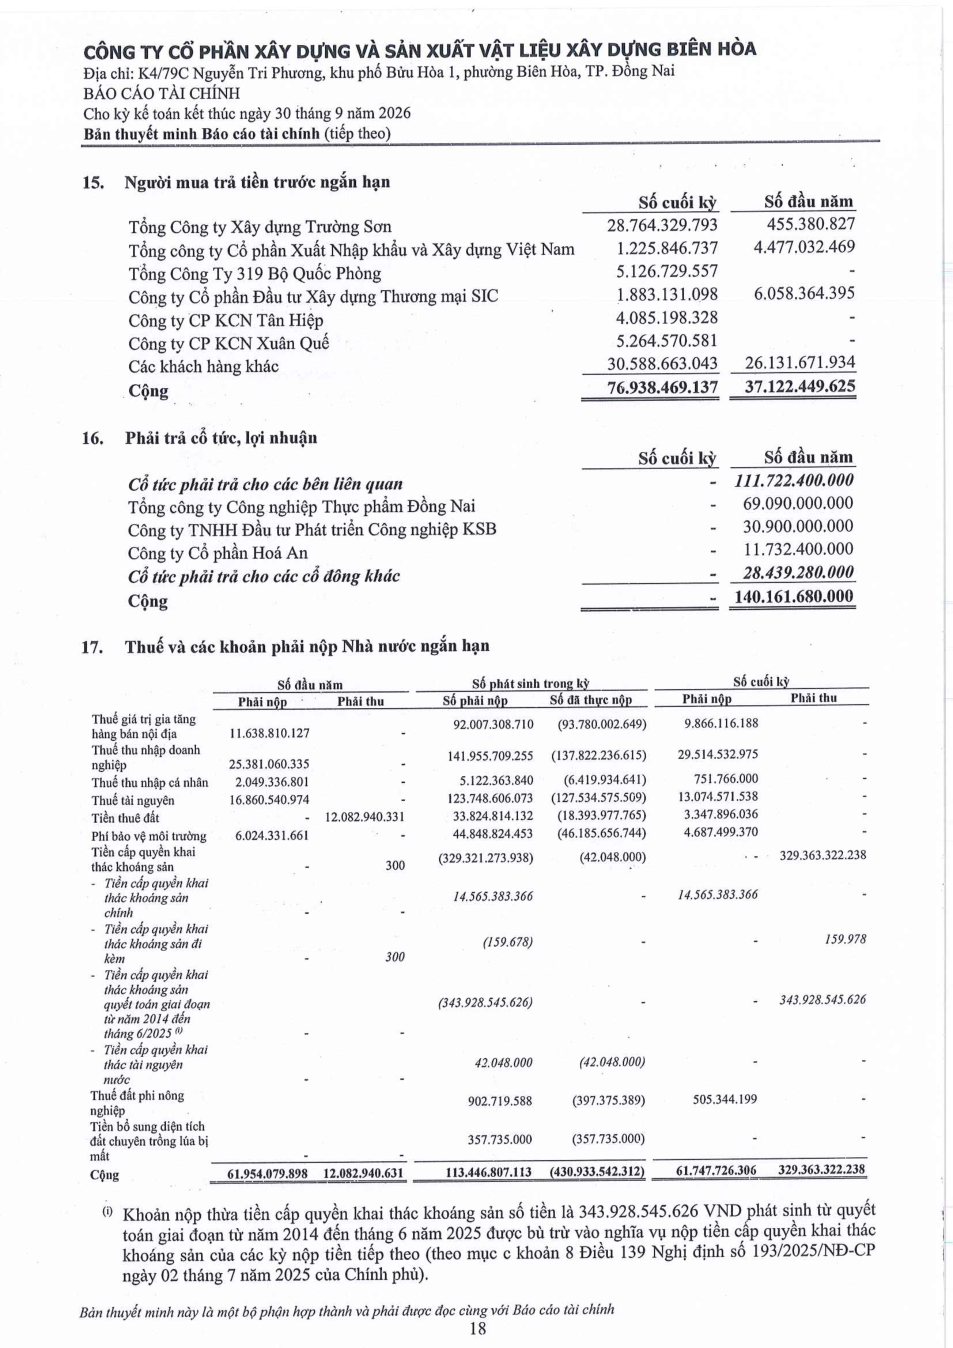 CÔNG TY CỔ PHẦN XÂY DỰNG VÀ SẢN XUẤT VẬT LIỆU XÂY DỰNG BIÊN HÒA
Địa chỉ: K4/79C Nguyễn Tri Phương, khu phố Bửu Hòa 1, phường Biên Hòa, TP. Đồng Nai
BÁO CÁO TÀI CHÍNH
Cho kỳ kế toán kết thúc ngày 30 tháng 9 năm 2026
Bản thuyết minh Báo cáo tài chính (tiếp theo)
15. Người mua trả tiền trước ngắn hạn
Số cuối kỳ Số đầu năm
Tổng Công ty Xây dựng Trường Sơn 28.764.329.793 455.380.827
Tổng công ty Cổ phần Xuất Nhập khẩu và Xây dựng Việt Nam 1.225.846.737 4.477.032.469
Tổng Công Ty 319 Bộ Quốc Phòng 5.126.729.557 -
Công ty Cổ phần Đầu tư Xây dựng Thương mại SIC 1.883.131.098 6.058.364.395
Công ty CP KCN Tân Hiệp 4.085.198.328 -
Công ty CP KCN Xuân Quế 5.264.570.581 -
Các khách hàng khác 30.588.663.043 26.131.671.934
Cộng 76.938.469.137 37.122.449.625
16. Phải trả cổ tức, lợi nhuận
Số cuối kỳ Số đầu năm
Cổ tức phải trả cho các bên liên quan - 111.722.400.000
Tổng công ty Công nghiệp Thực phẩm Đồng Nai - 69.090.000.000
Công ty TNHH Đầu tư Phát triển Công nghiệp KSB - 30.900.000.000
Công ty Cổ phần Hoá An - 11.732.400.000
Cổ tức phải trả cho các cổ đông khác - 28.439.280.000
Cộng - 140.161.680.000
17. Thuế và các khoản phải nộp Nhà nước ngắn hạn
Số đầu năm Số phát sinh trong kỳ Số cuối kỳ
Phải nộp Phải thu Số phải nộp Số đã thực nộp Phải nộp Phải thu
Thuế giá trị gia tăng
hàng bán nội địa 11.638.810.127 - 92.007.308.710 (93.780.002.649) 9.866.116.188 -
Thuế thu nhập doanh
nghiệp 25.381.060.335 - 141.955.709.255 (137.822.236.615) 29.514.532.975 -
Thuế thu nhập cá nhân 2.049.336.801 - 5.122.363.840 (6.419.934.641) 751.766.000 -
Thuế tài nguyên 16.860.540.974 - 123.748.606.073 (127.534.575.509) 13.074.571.538 -
Tiền thuê đất - 12.082.940.331 33.824.814.132 (18.393.977.765) 3.347.896.036 -
Phí bảo vệ môi trường 6.024.331.661 - 44.848.824.453 (46.185.656.744) 4.687.499.370 -
Tiền cấp quyền khai
thác khoáng sản - 300 (329.321.273.938) (42.048.000) - 329.363.322.238
- Tiền cấp quyền khai
thác khoáng sản
chính - - 14.565.383.366 - 14.565.383.366 -
- Tiền cấp quyền khai
thác khoáng sản đi
kèm - 300 (159.678) - - 159.978
- Tiền cấp quyền khai
thác khoáng sản
quyết toán giai đoạn
từ năm 2014 đến
tháng 6/2025 (i) - - (343.928.545.626) - - 343.928.545.626
- Tiền cấp quyền khai
thác tài nguyên
nước - - 42.048.000 (42.048.000) - -
Thuế đất phi nông
nghiệp 902.719.588 (397.375.389) 505.344.199 -
Tiền bổ sung diện tích
đất chuyên trồng lúa bị
mất - - 357.735.000 (357.735.000) - -
Cộng 61.954.079.898 12.082.940.631 113.446.807.113 (430.933.542.312) 61.747.726.306 329.363.322.238
(i) Khoản nộp thừa tiền cấp quyền khai thác khoáng sản số tiền là 343.928.545.626 VND phát sinh từ quyết
toán giai đoạn từ năm 2014 đến tháng 6 năm 2025 được bù trừ vào nghĩa vụ nộp tiền cấp quyền khai thác
khoáng sản của các kỳ nộp tiền tiếp theo (theo mục c khoản 8 Điều 139 Nghị định số 193/2025/NĐ-CP
ngày 02 tháng 7 năm 2025 của Chính phủ).
Bản thuyết minh này là một bộ phận hợp thành và phải được đọc cùng với Báo cáo tài chính
18